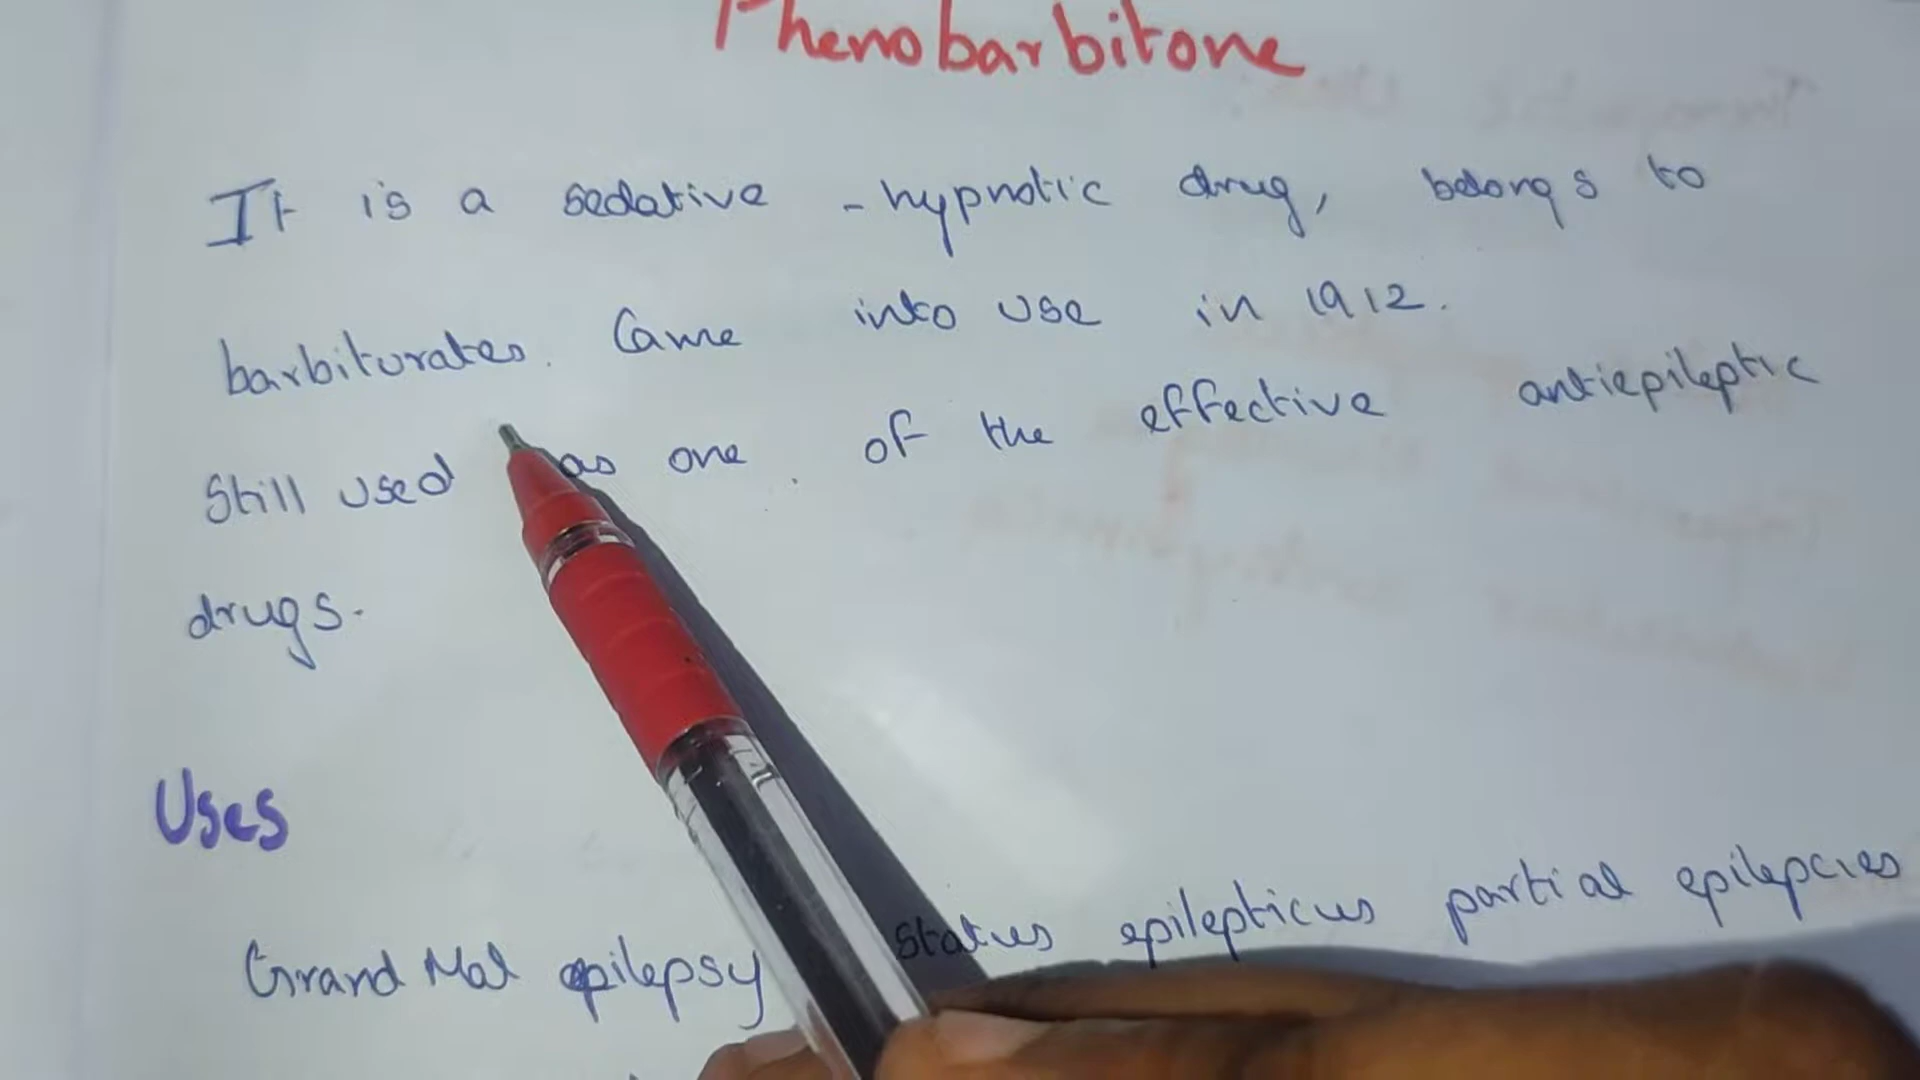 Phenobarbitone
It is a sedative - hypnotic drug, belongs to
barbiturates. Came into use in 1912.
Still used as one of the effective antiepileptic
drugs.
Uses
Grand Mal epilepsy status epilepticus partial epilepcies